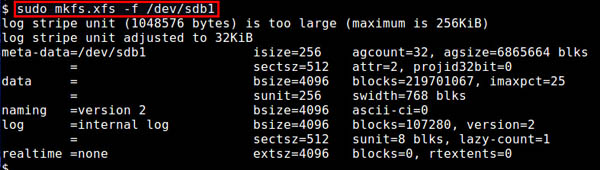 $ sudo mkfs.xfs -f /dev/sdb1
log stripe unit (1048576 bytes) is too large (maximum is 256KiB)
log stripe unit adjusted to 32KiB
meta-data=/dev/sdb1              isize=256    agcount=32, agsize=6865664 blks
         =                       sectsz=512   attr=2, projid32bit=0
data     =                       bsize=4096   blocks=219701067, imaxpct=25
         =                       sunit=256    swidth=768 blks
naming   =version 2              bsize=4096   ascii-ci=0
log      =internal log           bsize=4096   blocks=107280, version=2
         =                       sectsz=512   sunit=8 blks, lazy-count=1
realtime =none                   extsz=4096   blocks=0, rtextents=0
$